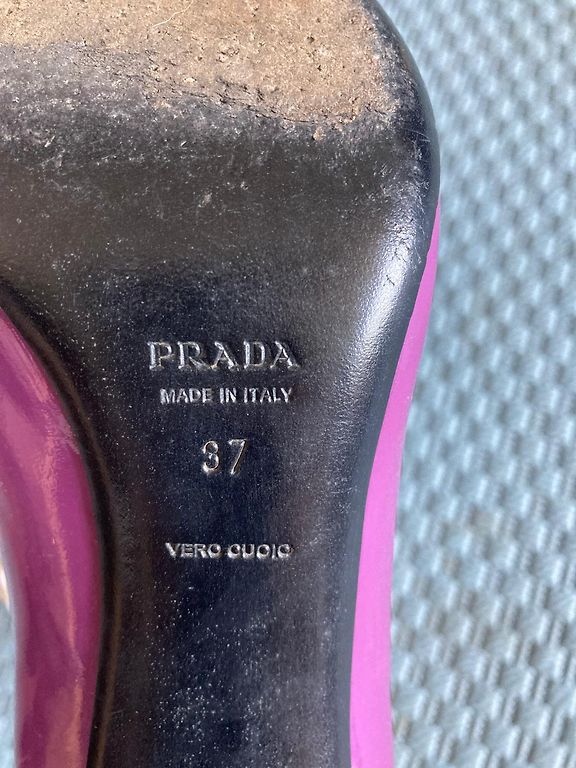 PRADA
MADE IN ITALY
37
VERO CUOIO